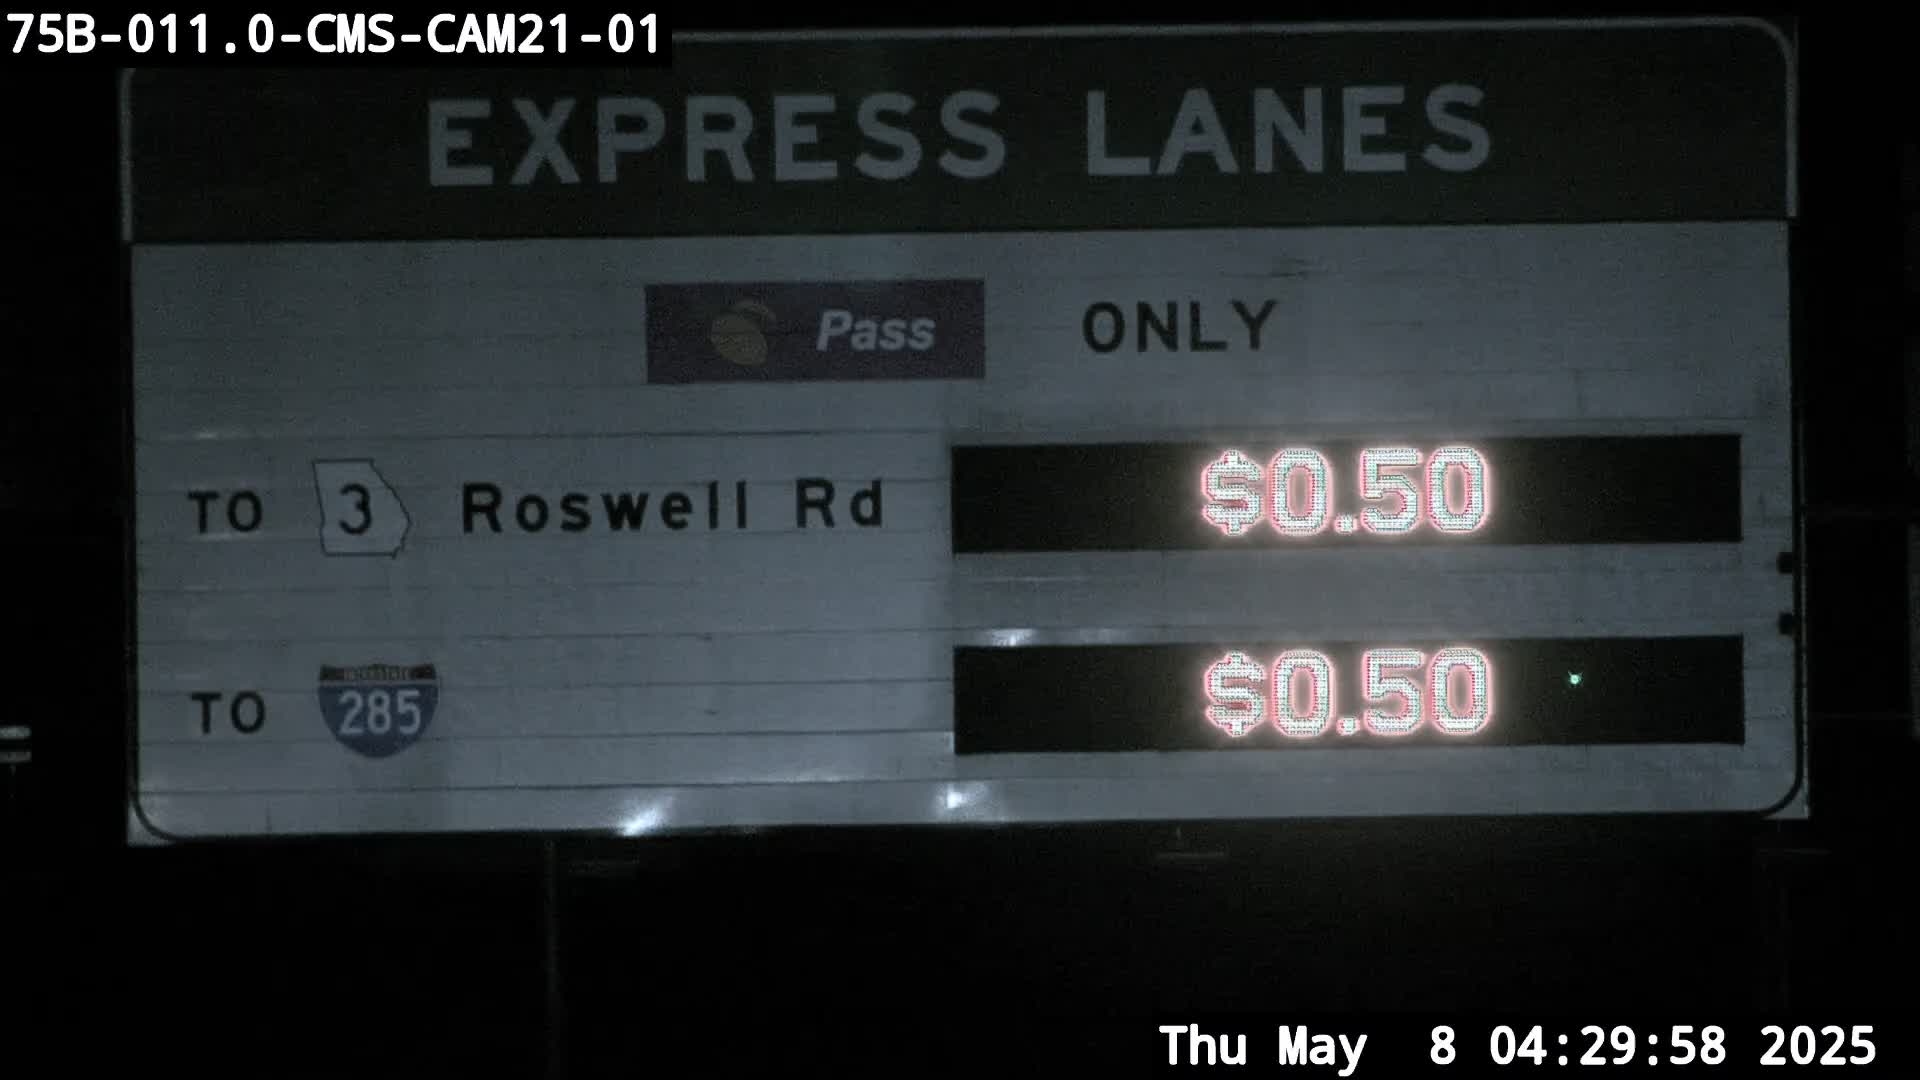 75B-011.0-CMS-CAM21-01
EXPRESS LANES
Pass ONLY
TO 3 Roswell Rd $0.50
TO 285 $0.50
Thu May 8 04:29:58 2025